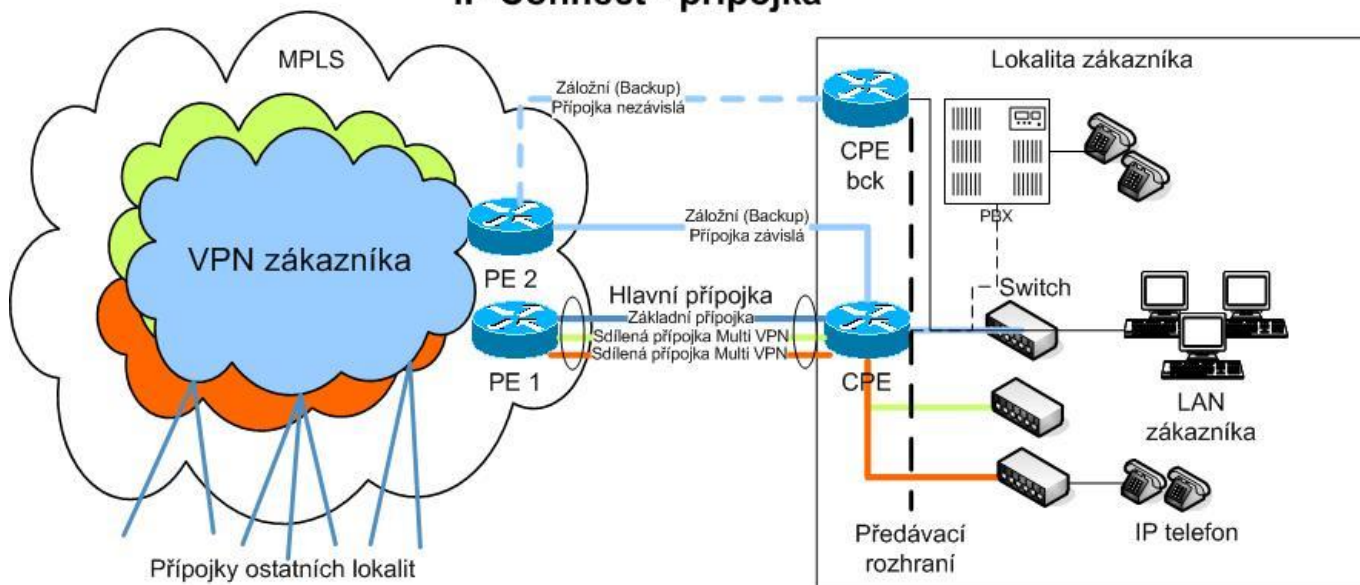 IP Connect - přípojka
MPLS
Lokalita zákazníka
Záložní (Backup)
Přípojka nezávislá
CPE
bck
PBX
Záložní (Backup)
Přípojka závislá
VPN zákazníka
PE 2
Switch
Hlavní přípojka
Základní přípojka
Sdílená přípojka Multi VPN
Sdílená přípojka Multi VPN
PE 1
CPE
LAN
zákazníka
Předávací
rozhraní
IP telefon
Přípojky ostatních lokalit